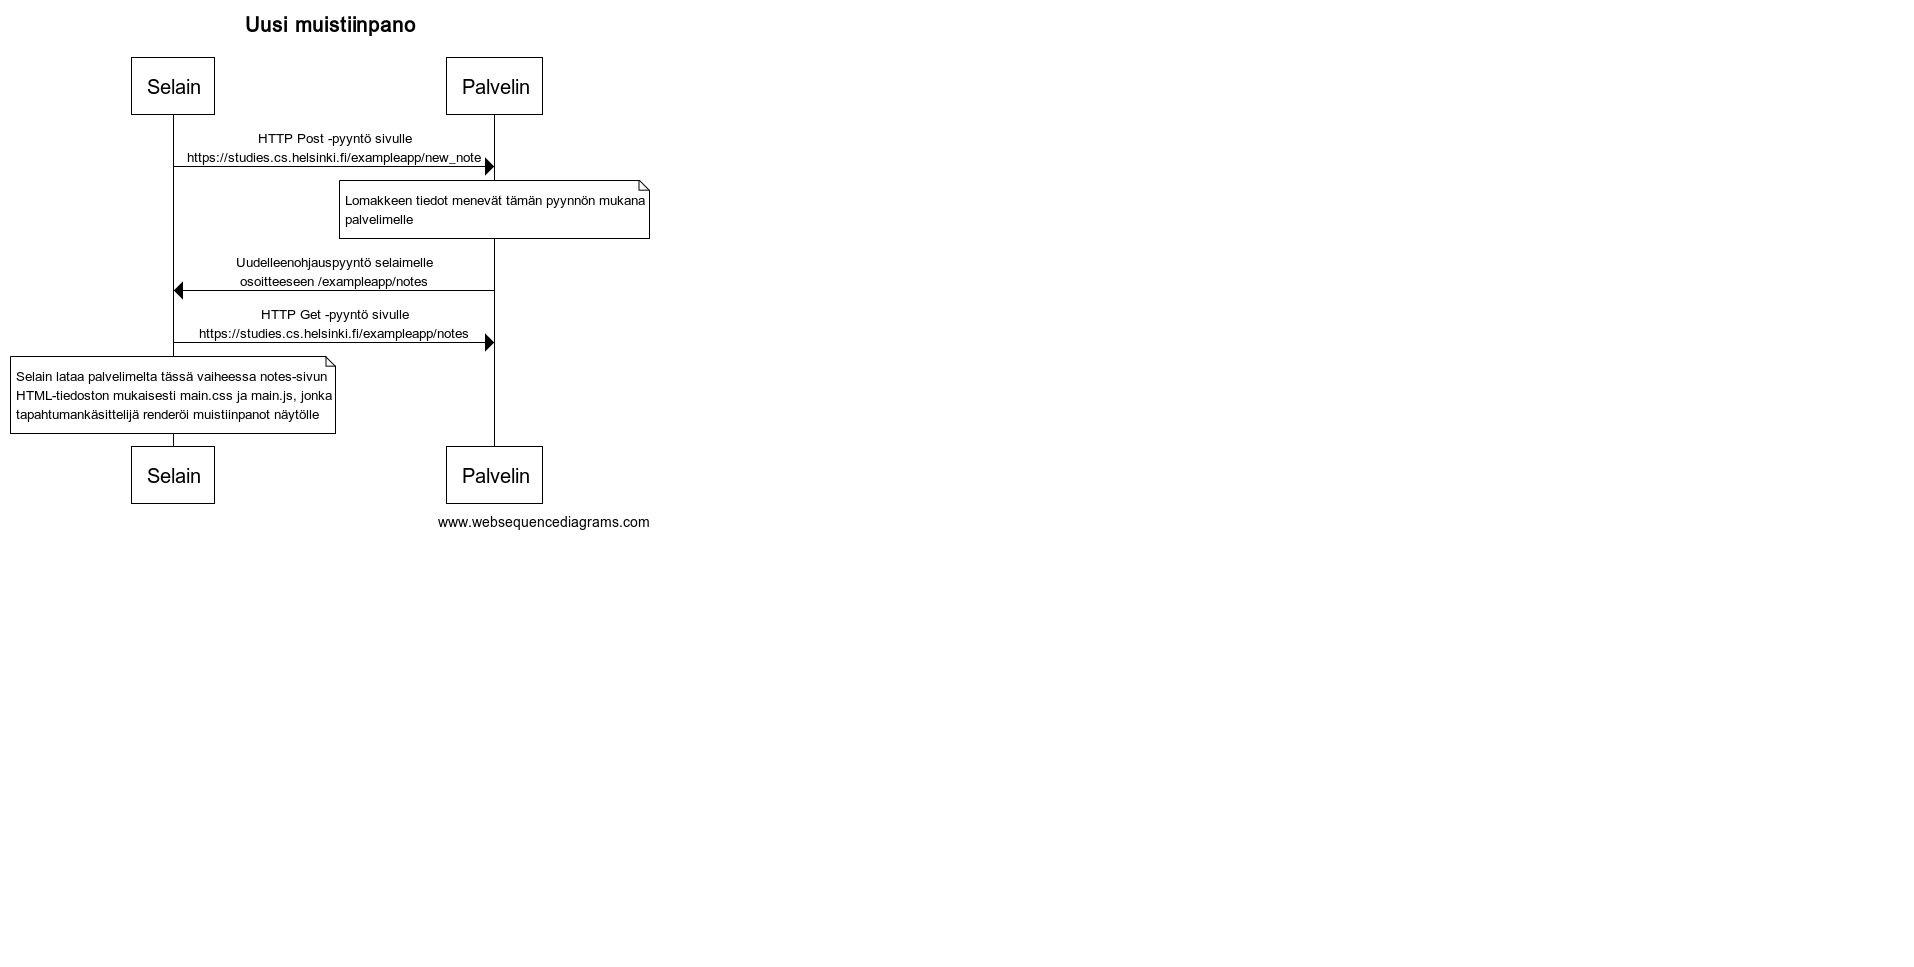 Uusi muistiinpano
Selain
Palvelin
HTTP Post -pyyntö sivulle
https://studies.cs.helsinki.fi/exampleapp/new_note
Lomakkeen tiedot menevät tämän pyynnön mukana
palvelimelle
Uudelleenohjauspyyntö selaimelle
osoitteeseen /exampleapp/notes
HTTP Get -pyyntö sivulle
https://studies.cs.helsinki.fi/exampleapp/notes
Selain lataa palvelimelta tässä vaiheessa notes-sivun
HTML-tiedoston mukaisesti main.css ja main.js, jonka
tapahtumankäsittelijä renderöi muistiinpanot näytölle
Selain
Palvelin
www.websequencediagrams.com